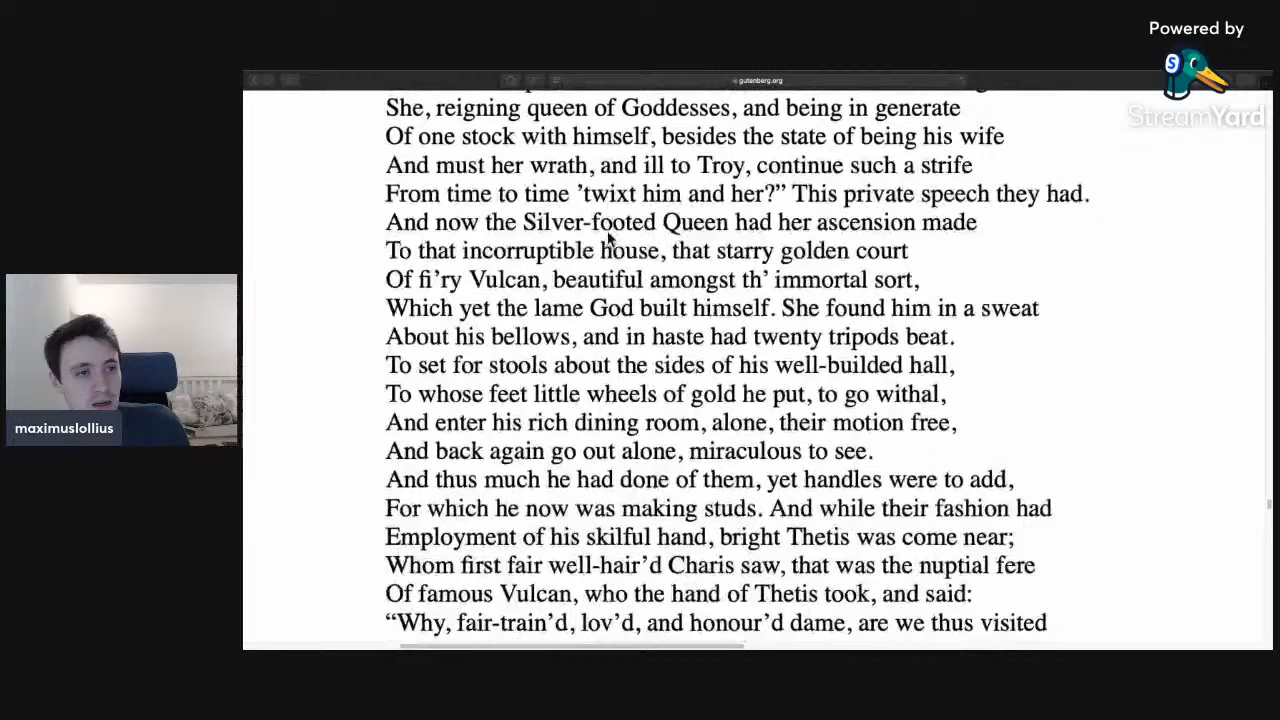 Powered by
StreamYard
gutenberg.org
She, reigning queen of Goddesses, and being in generate
Of one stock with himself, besides the state of being his wife
And must her wrath, and ill to Troy, continue such a strife
From time to time ’twixt him and her?” This private speech they had.
And now the Silver-footed Queen had her ascension made
To that incorruptible house, that starry golden court
Of fi’ry Vulcan, beautiful amongst th’ immortal sort,
Which yet the lame God built himself. She found him in a sweat
About his bellows, and in haste had twenty tripods beat.
To set for stools about the sides of his well-builded hall,
To whose feet little wheels of gold he put, to go withal,
And enter his rich dining room, alone, their motion free,
And back again go out alone, miraculous to see.
And thus much he had done of them, yet handles were to add,
For which he now was making studs. And while their fashion had
Employment of his skilful hand, bright Thetis was come near;
Whom first fair well-hair’d Charis saw, that was the nuptial fere
Of famous Vulcan, who the hand of Thetis took, and said:
“Why, fair-train’d, lov’d, and honour’d dame, are we thus visited
maximuslollius